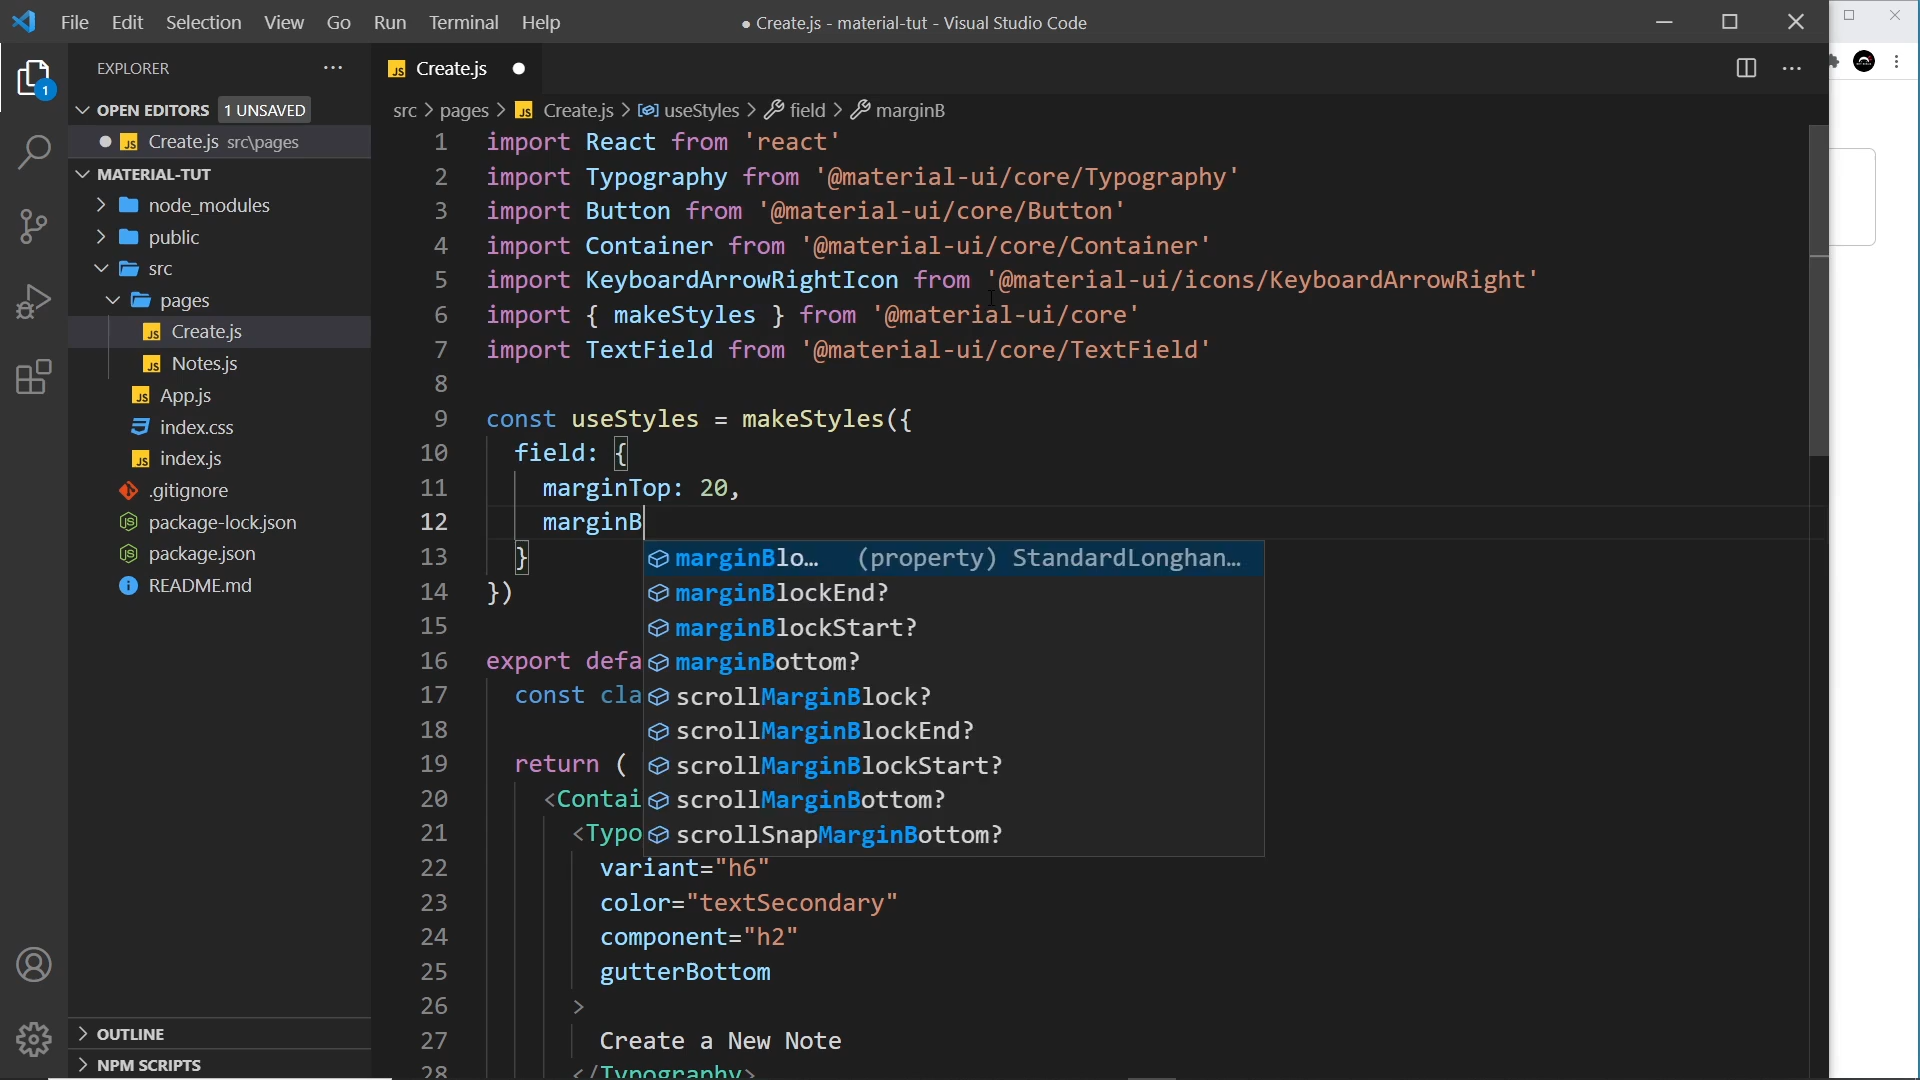 File Edit Selection View Go Run Terminal Help
● Create.js - material-tut - Visual Studio Code
EXPLORER ···
OPEN EDITORS 1 UNSAVED
JS Create.js src\pages
MATERIAL-TUT
node_modules
public
src
pages
JS Create.js
JS Notes.js
JS App.js
index.css
JS index.js
.gitignore
package-lock.json
package.json
README.md
OUTLINE
NPM SCRIPTS
1
JS Create.js
src > pages > JS Create.js > useStyles > field > marginB
1 import React from 'react'
2 import Typography from '@material-ui/core/Typography'
3 import Button from '@material-ui/core/Button'
4 import Container from '@material-ui/core/Container'
5 import KeyboardArrowRightIcon from '@material-ui/icons/KeyboardArrowRight'
6 import { makeStyles } from '@material-ui/core'
7 import TextField from '@material-ui/core/TextField'
8
9 const useStyles = makeStyles({
10 field: {
11 marginTop: 20,
12 marginB
13 }
14 })
15
16 export defa
17 const cla
18
19 return (
20 <Contai
21 <Typo
22 variant="h6"
23 color="textSecondary"
24 component="h2"
25 gutterBottom
26 >
27 Create a New Note
28 </Typography>
marginBlo… (property) StandardLonghan…
marginBlockEnd?
marginBlockStart?
marginBottom?
scrollMarginBlock?
scrollMarginBlockEnd?
scrollMarginBlockStart?
scrollMarginBottom?
scrollSnapMarginBottom?